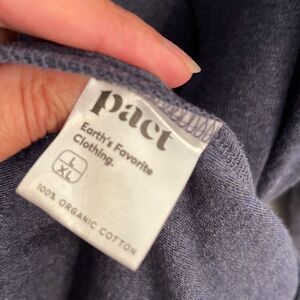 pact
Earth's Favorite
Clothing.
L
XL
100% ORGANIC COTTON